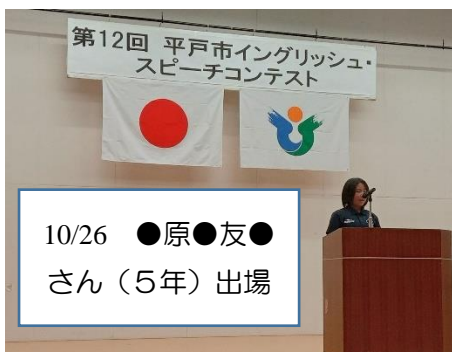 第12回 平戸市イングリッシュ・
スピーチコンテスト
10/26 ●原●友●
さん（５年）出場